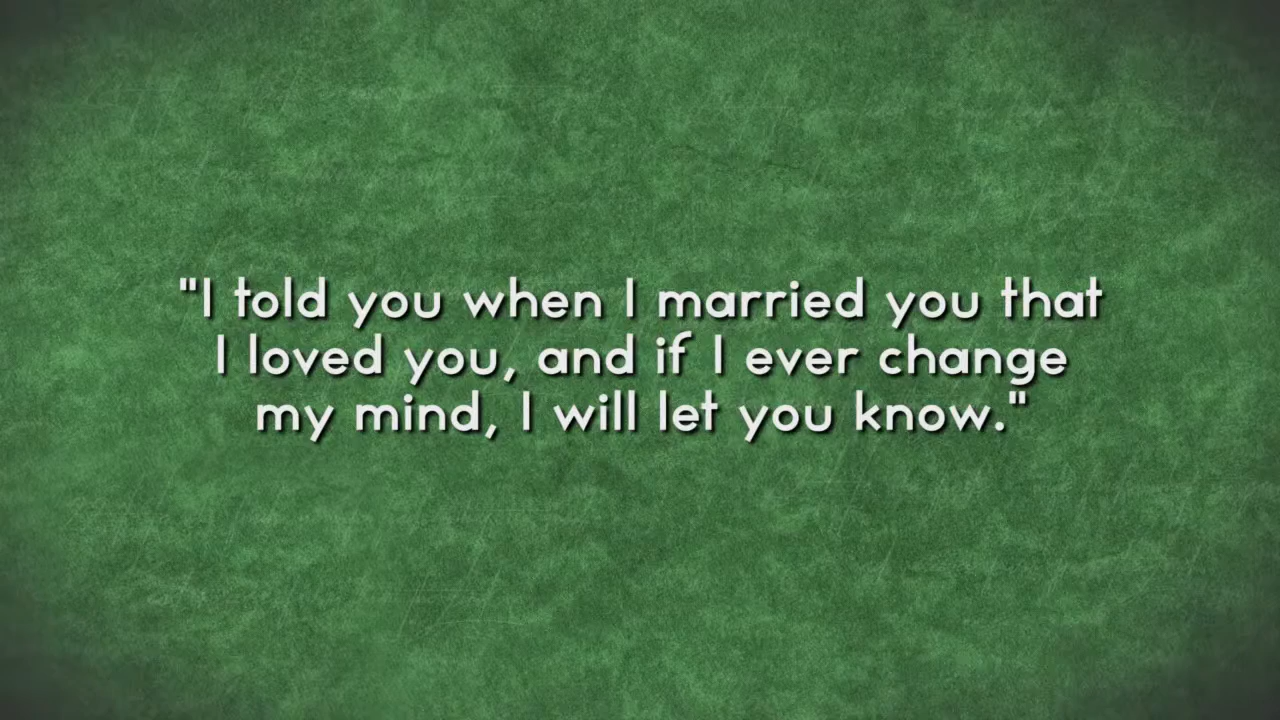 "I told you when I married you that
I loved you, and if I ever change
my mind, I will let you know."